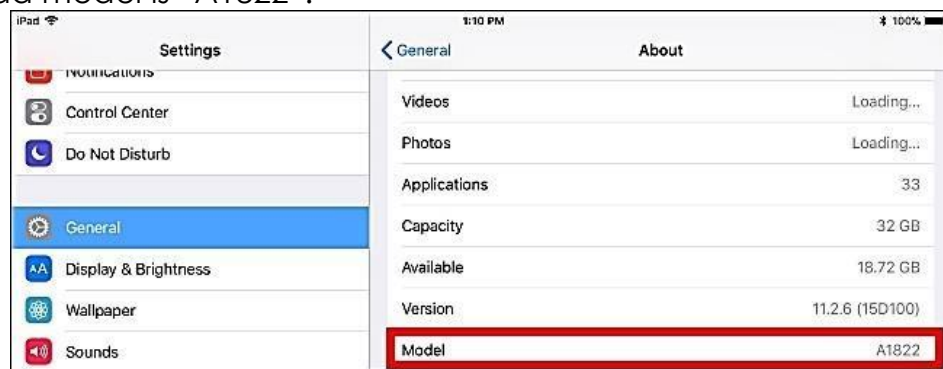 iPad 1:10 PM 100%
Settings
General About
Notifications
Control Center
Do Not Disturb
General
Display & Brightness
Wallpaper
Sounds
Videos Loading...
Photos Loading...
Applications 33
Capacity 32 GB
Available 18.72 GB
Version 11.2.6 (15D100)
Model A1822